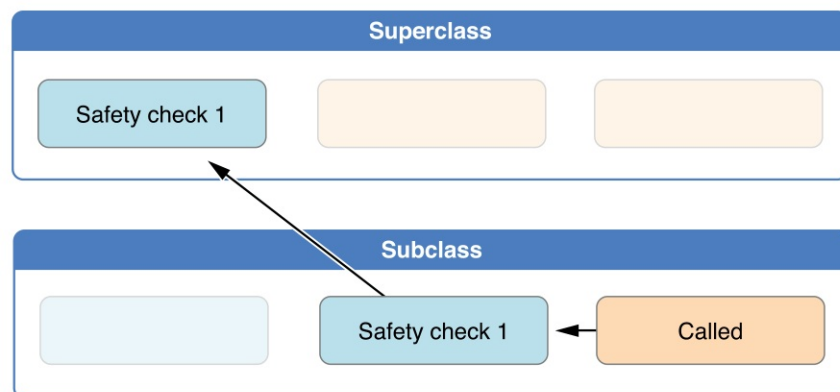 Superclass
Safety check 1
Subclass
Safety check 1
Called